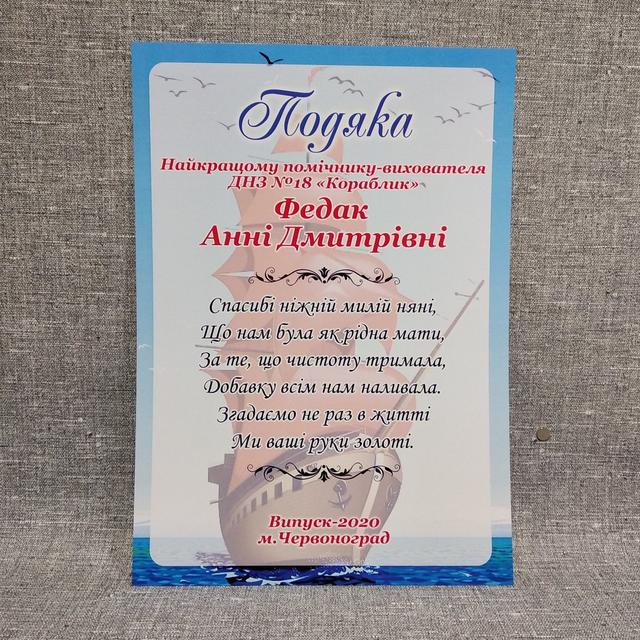 Подяка
Найкращому помічнику-вихователя
ДНЗ №18 «Кораблик»
Федак
Анні Дмитрівні
Спасибі ніжній милій няні,
Що нам була як рідна мати,
За те, що чистоту тримала,
Добавку всім нам наливала.
Згадаємо не раз в житті
Ми ваші руки золоті.
Випуск-2020
м.Червоноград